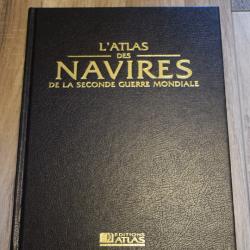 L'ATLAS
DES
NAVIRES
DE LA SECONDE GUERRE MONDIALE
EDITIONS
ATLAS